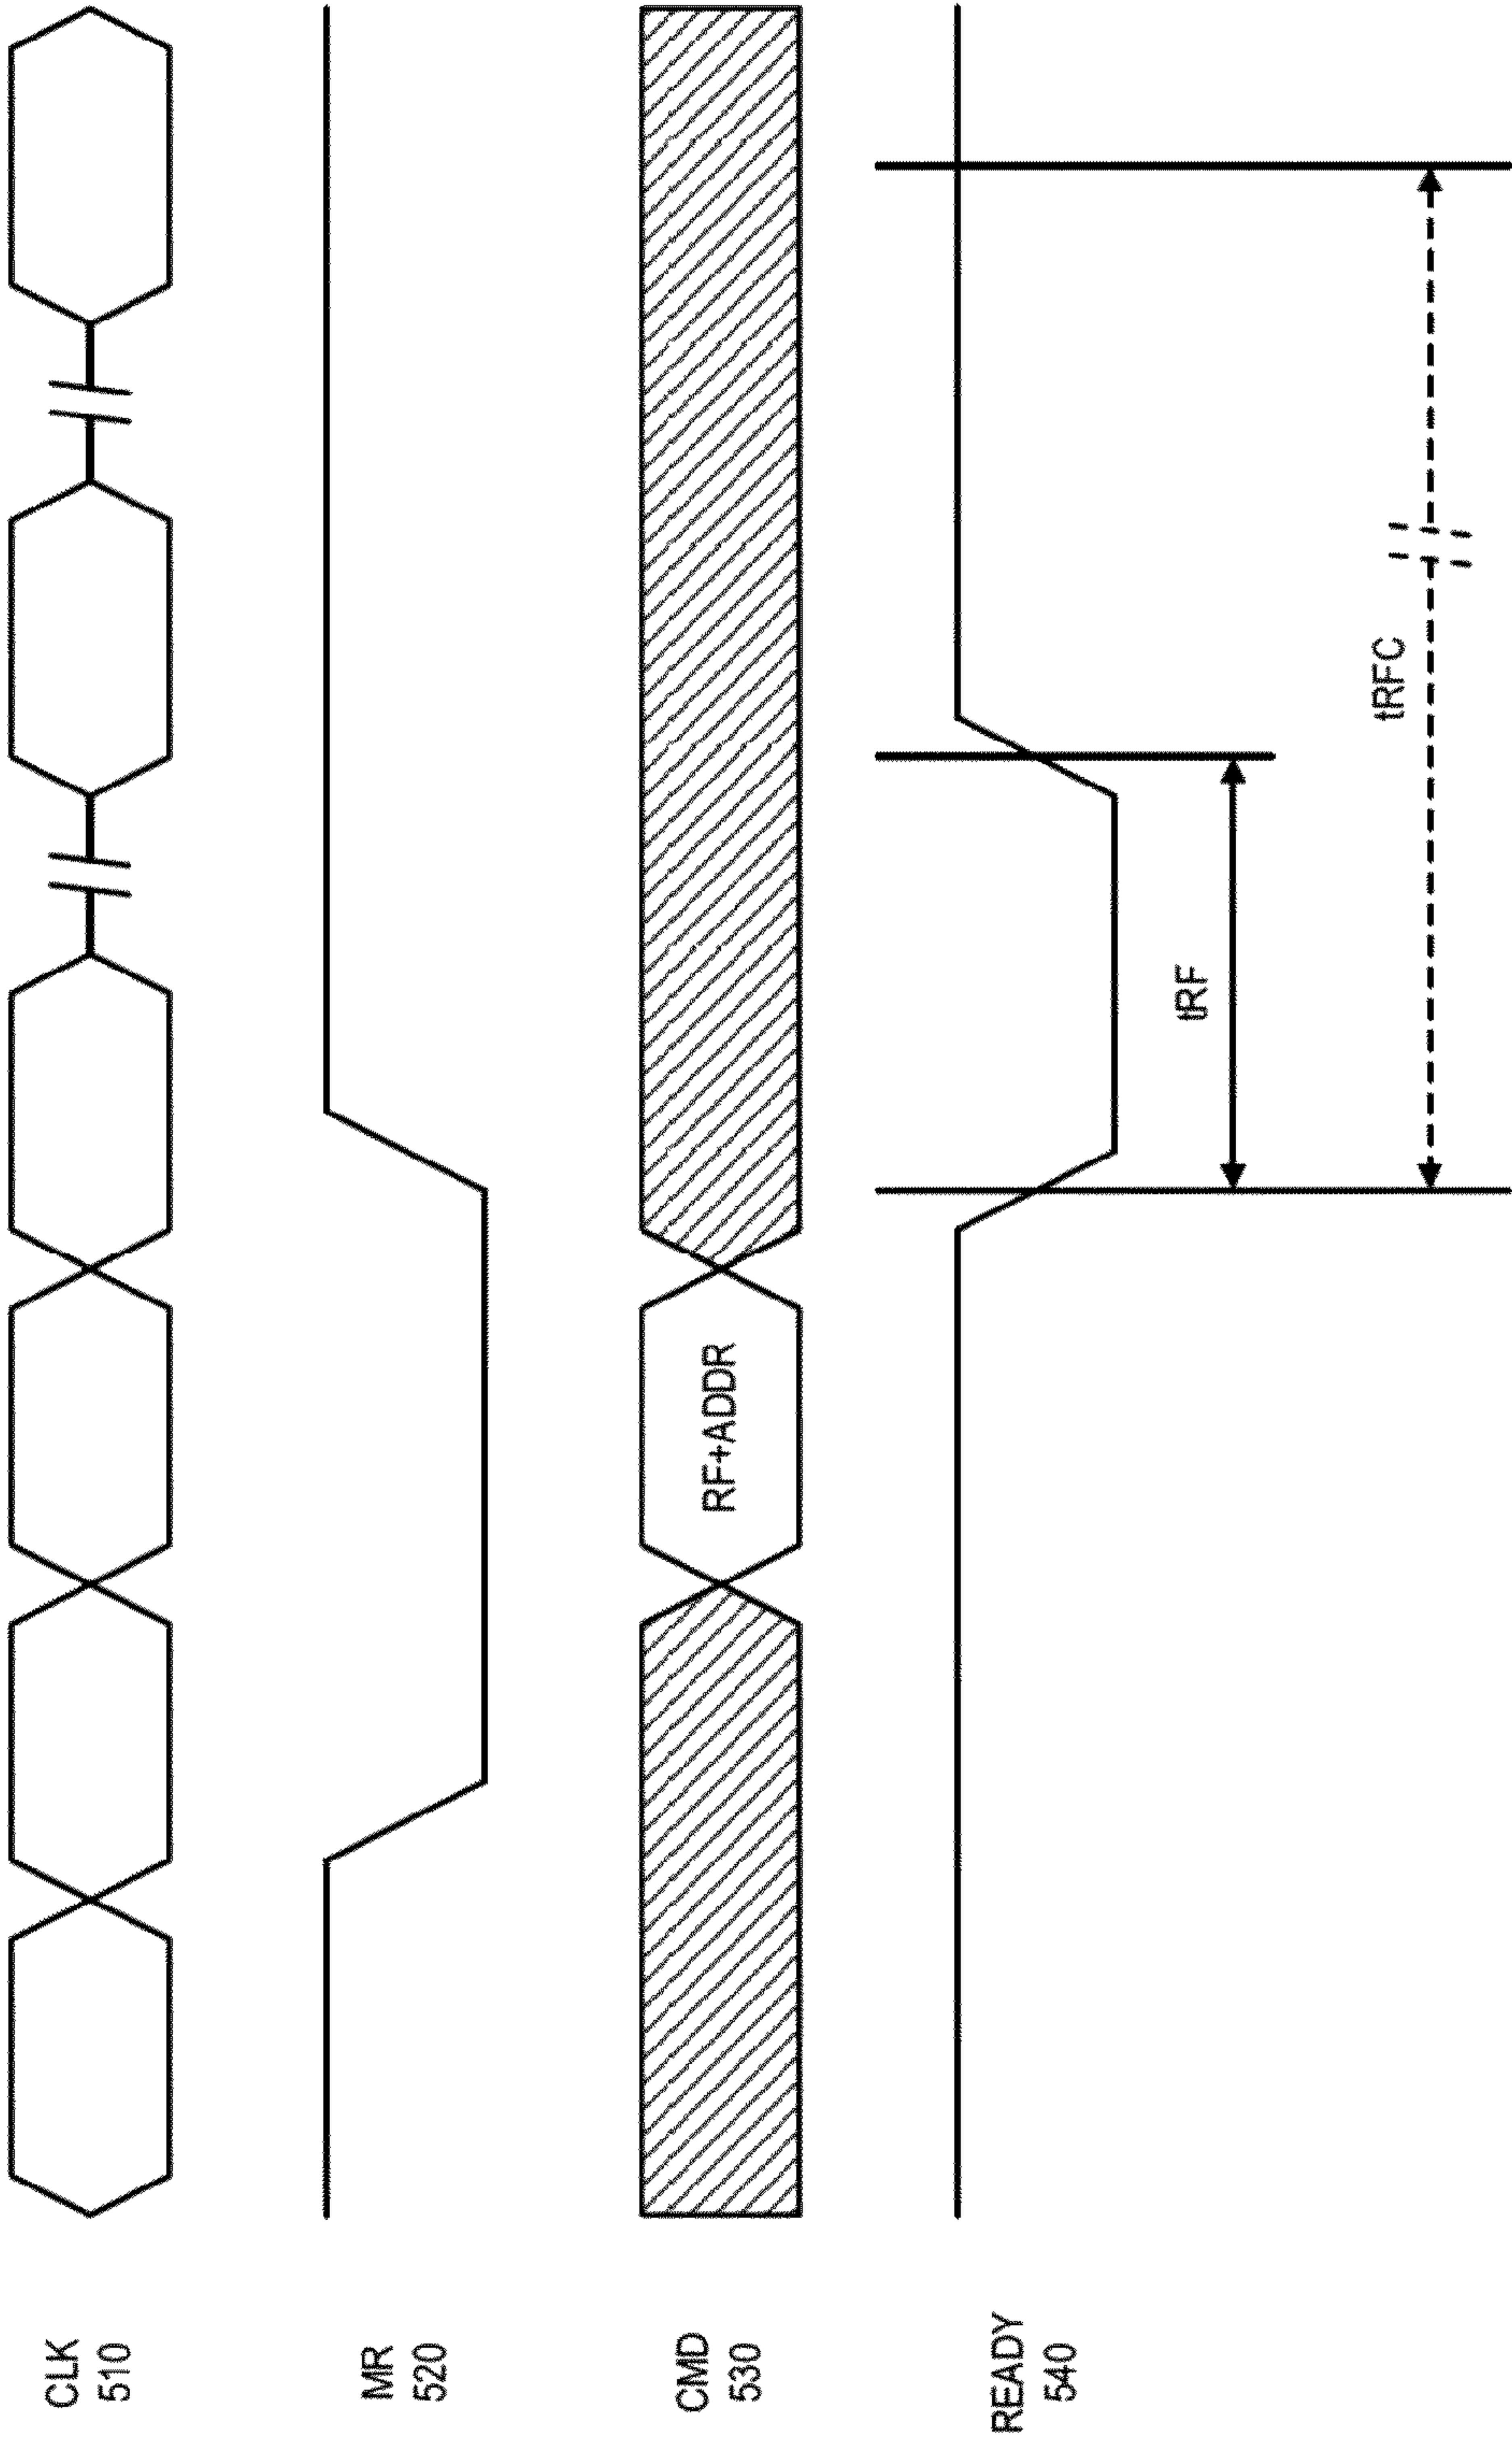 CLK
510
MR
520
CMD
530
RF+ADDR
READY
540
tRF
tRFC